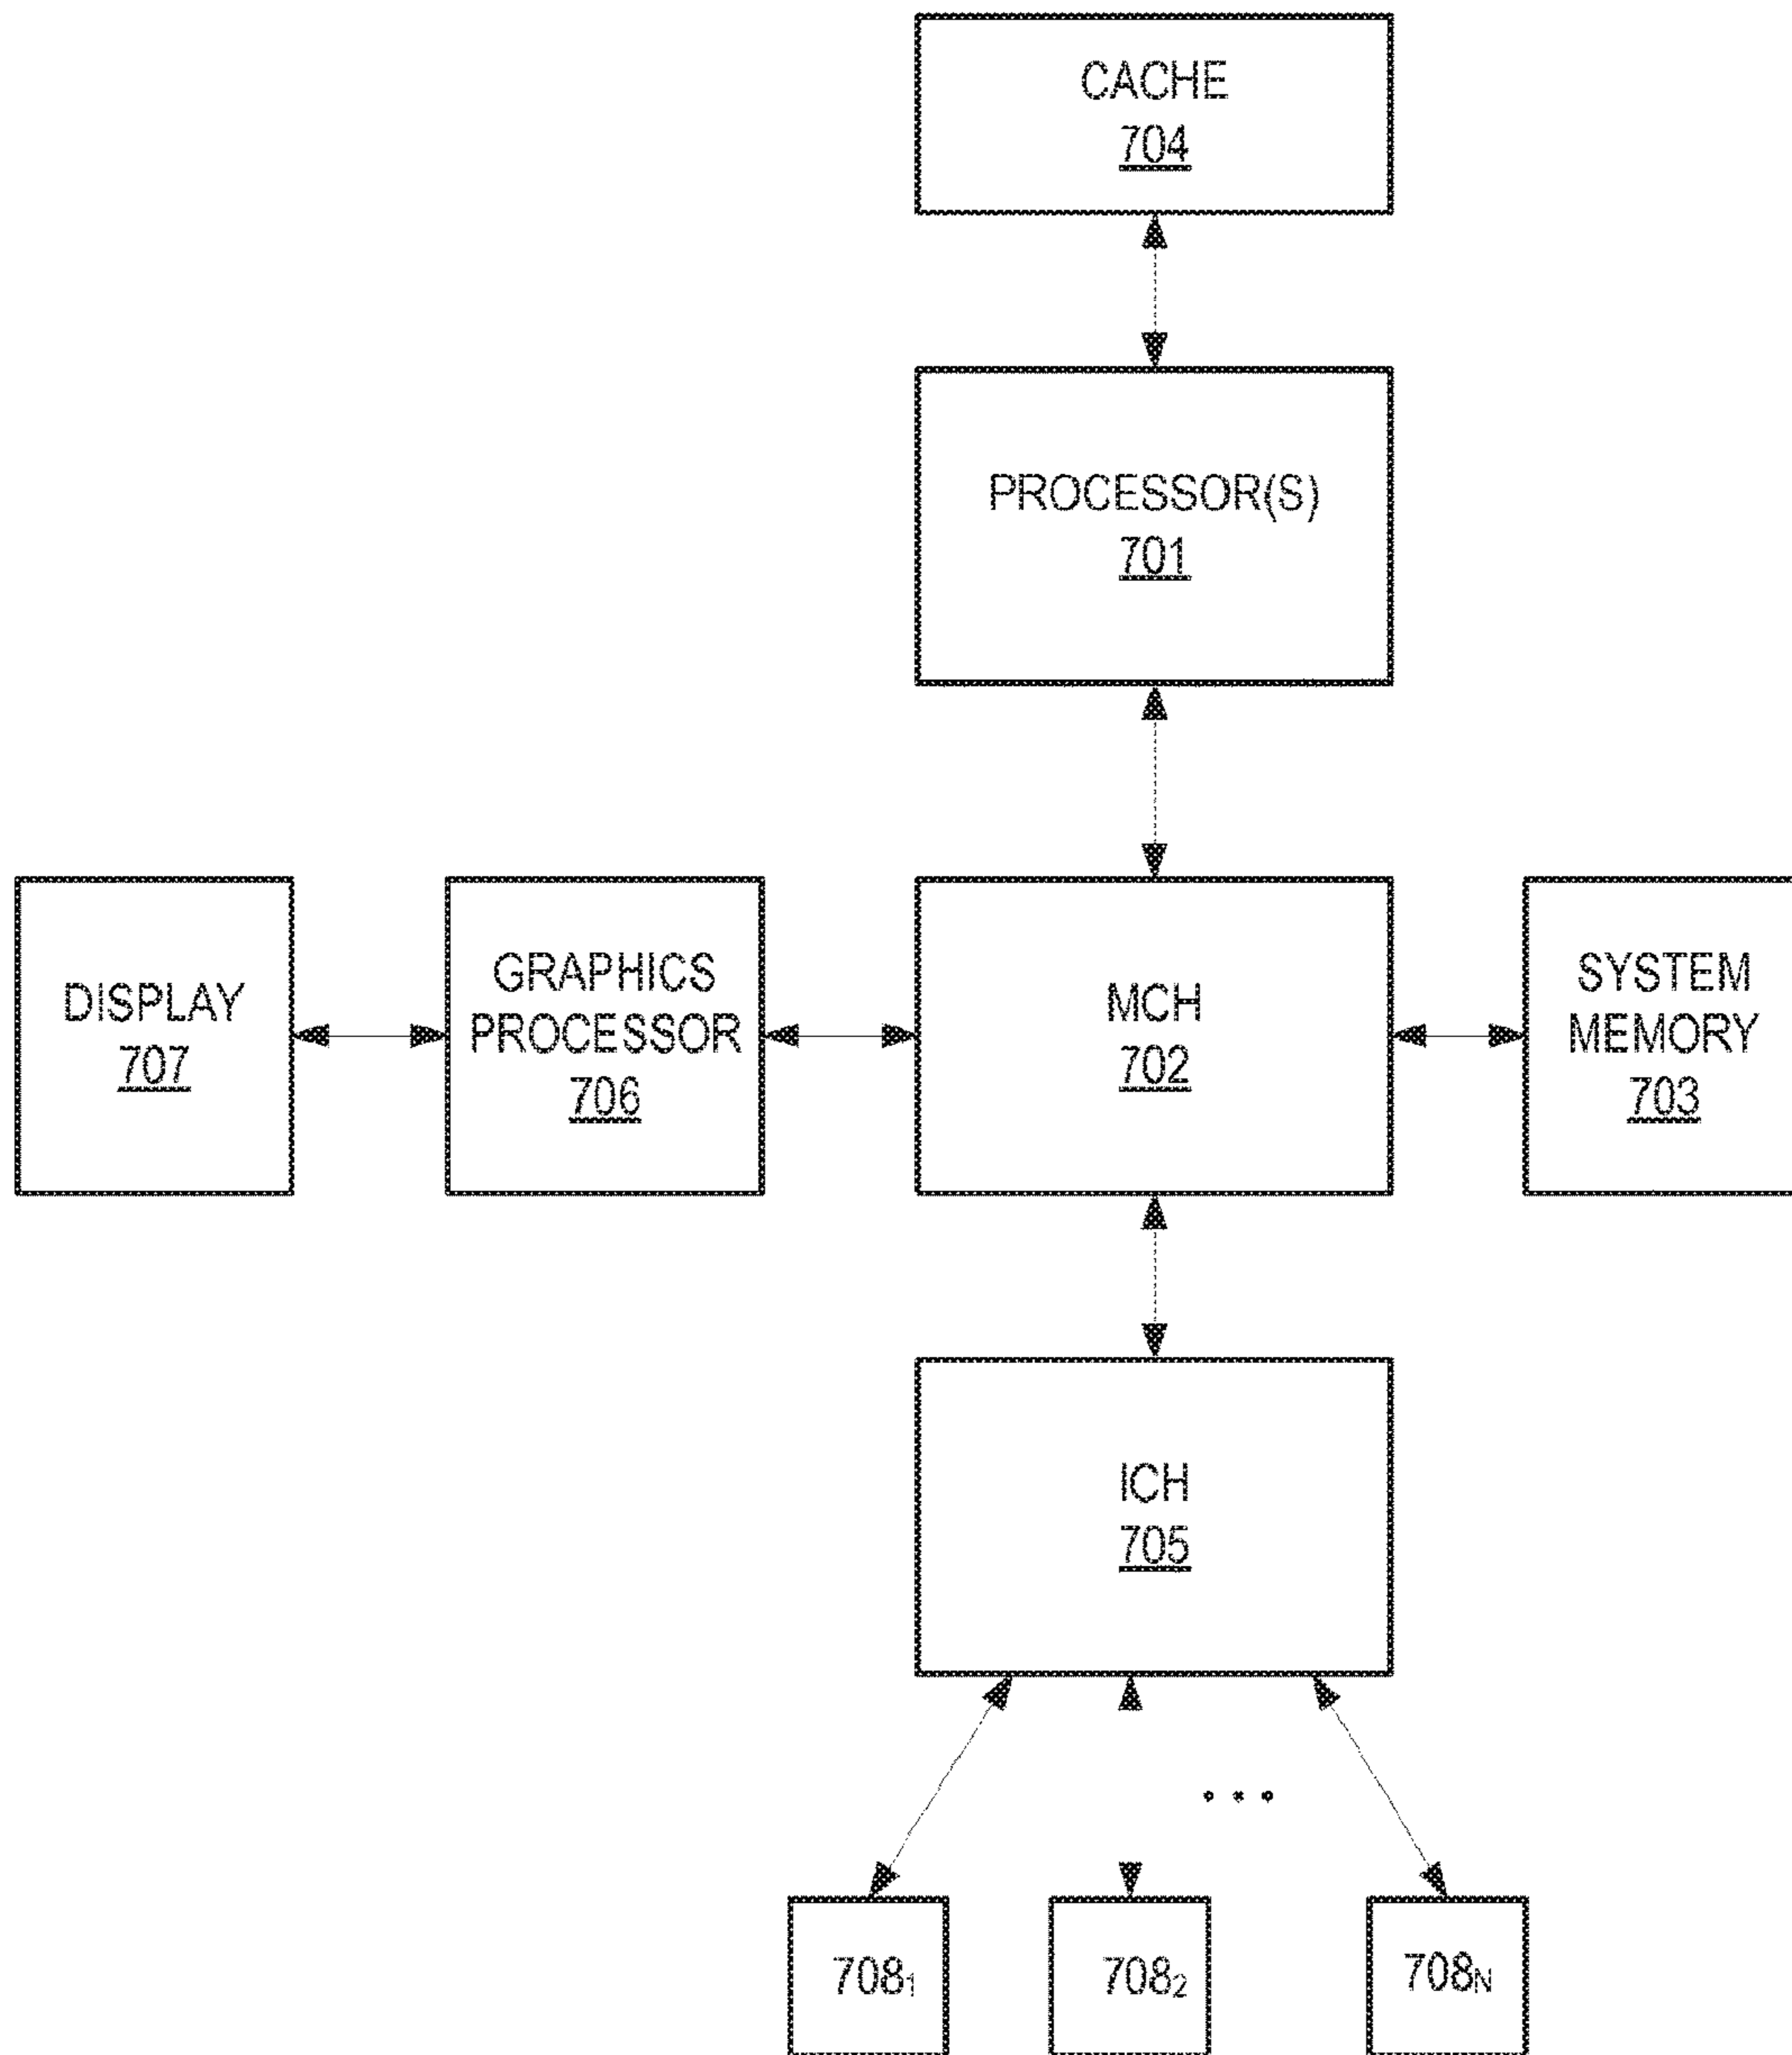 CACHE
704
PROCESSOR(S)
701
DISPLAY
707
GRAPHICS
PROCESSOR
706
MCH
702
SYSTEM
MEMORY
703
ICH
705
. . .
708₁
708₂
708N